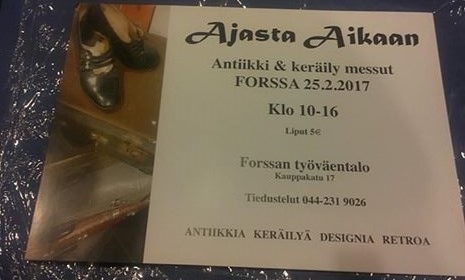 Ajasta Aikaan
Antiikki & keräily messut
FORSSA 25.2.2017
Klo 10-16
Liput 5€
Forssan työväentalo
Kauppakatu 17
Tiedustelut 044-231 9026
ANTIIKKIA KERÄILYÄ DESIGNIA RETROA